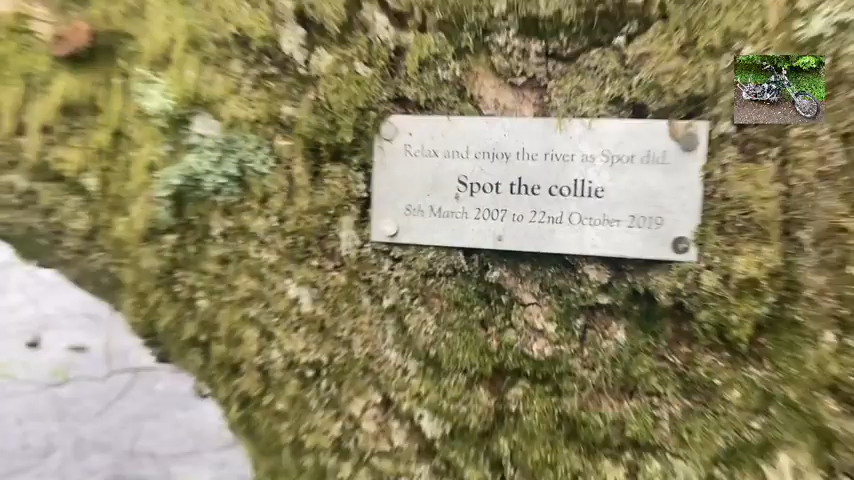 Relax and enjoy the river as Spot did.
Spot the collie
8th March 2007 to 22nd October 2019